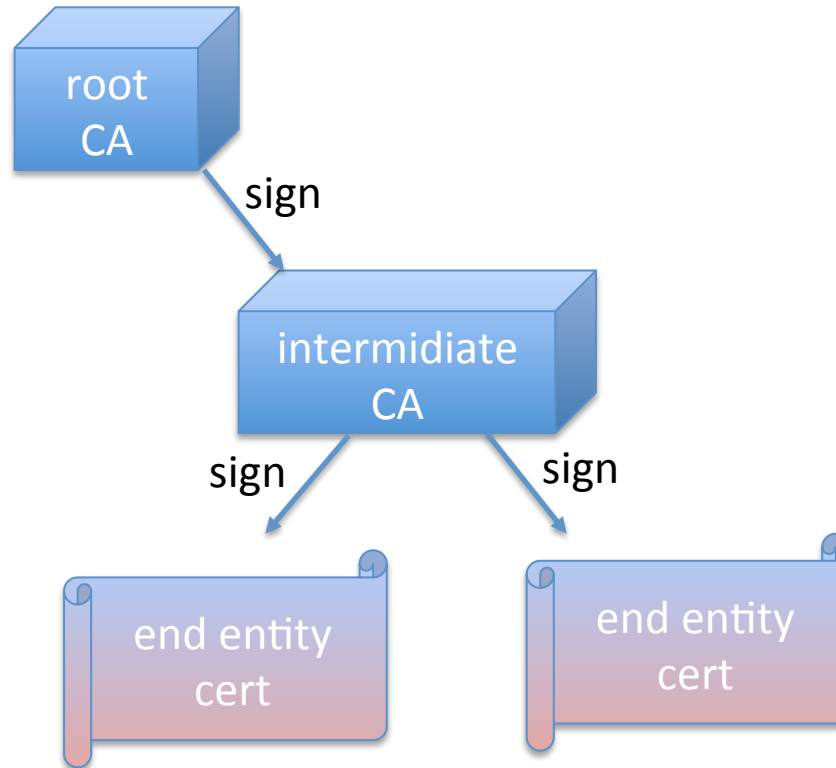 root
CA
sign
intermidiate
CA
sign
sign
end entity
cert
end entity
cert